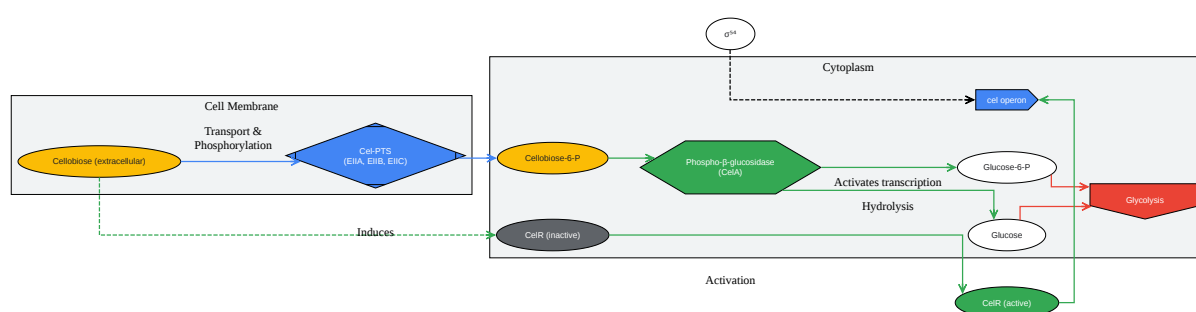 σ⁵⁴
Cytoplasm
Cell Membrane
cel operon
Transport &
Phosphorylation
Cellobiose (extracellular)
Cel-PTS
(EIIA, EIIB, EIIC)
Cellobiose-6-P
Phospho-β-glucosidase
(CelA)
Glucose-6-P
Activates transcription
Hydrolysis
Glycolysis
Induces
CelR (inactive)
Glucose
Activation
CelR (active)